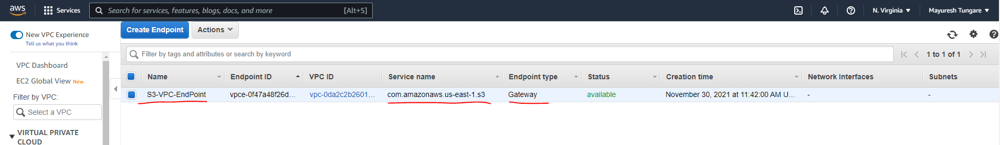 aws Services Search for services, features, blogs, docs, and more [Alt+S] N. Virginia Mayuresh Tungare
New VPC Experience
Tell us what you think
VPC Dashboard
EC2 Global View New
Filter by VPC:
Select a VPC
VIRTUAL PRIVATE
CLOUD
Create Endpoint Actions
Filter by tags and attributes or search by keyword 1 to 1 of 1
Name Endpoint ID VPC ID Service name Endpoint type Status Creation time Network Interfaces Subnets
S3-VPC-EndPoint vpce-0f47a48f26d... vpc-0da2c2b2601... com.amazonaws.us-east-1.s3 Gateway available November 30, 2021 at 11:42:00 AM U... - -